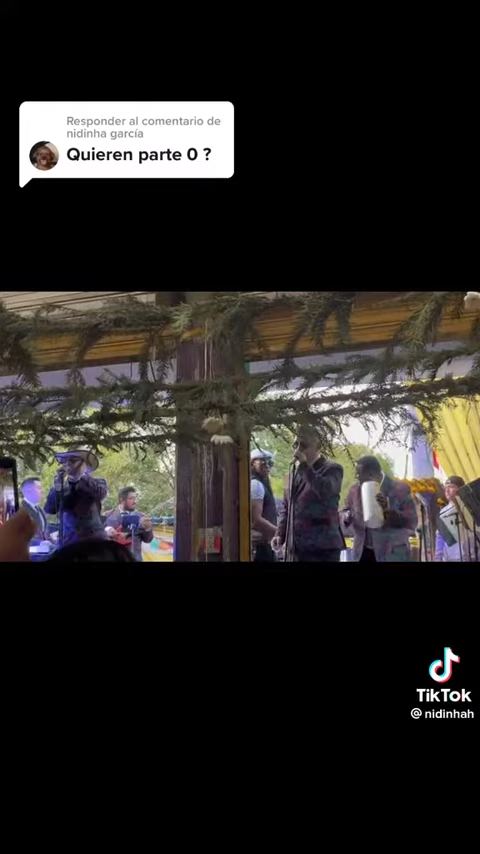 Responder al comentario de
nidinha garcía
Quieren parte 0 ?
TikTok
@ nidinhah